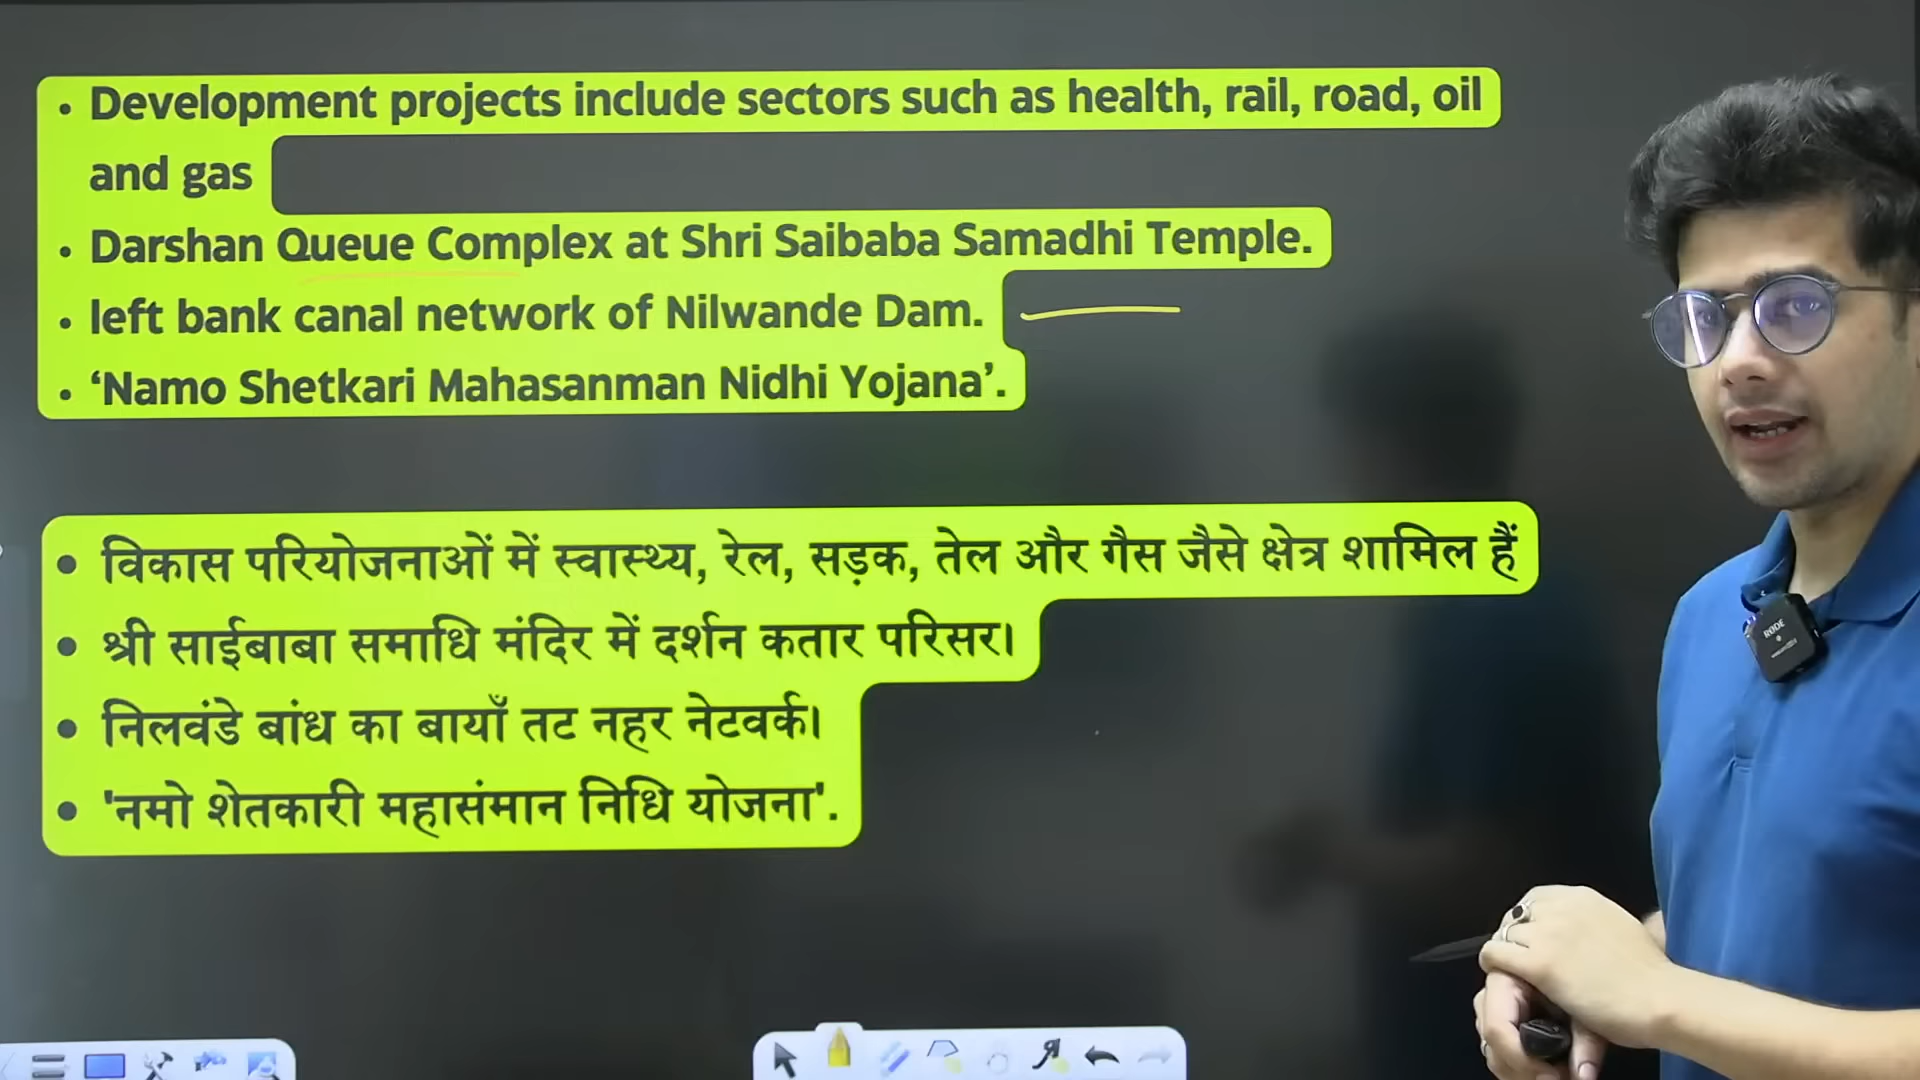 • Development projects include sectors such as health, rail, road, oil
and gas
• Darshan Queue Complex at Shri Saibaba Samadhi Temple.
• left bank canal network of Nilwande Dam.
• ‘Namo Shetkari Mahasanman Nidhi Yojana’.
• विकास परियोजनाओं में स्वास्थ्य, रेल, सड़क, तेल और गैस जैसे क्षेत्र शामिल हैं
• श्री साईबाबा समाधि मंदिर में दर्शन कतार परिसर।
• निलवंडे बांध का बायाँ तट नहर नेटवर्क।
• 'नमो शेतकारी महासंमान निधि योजना'.
RØDE